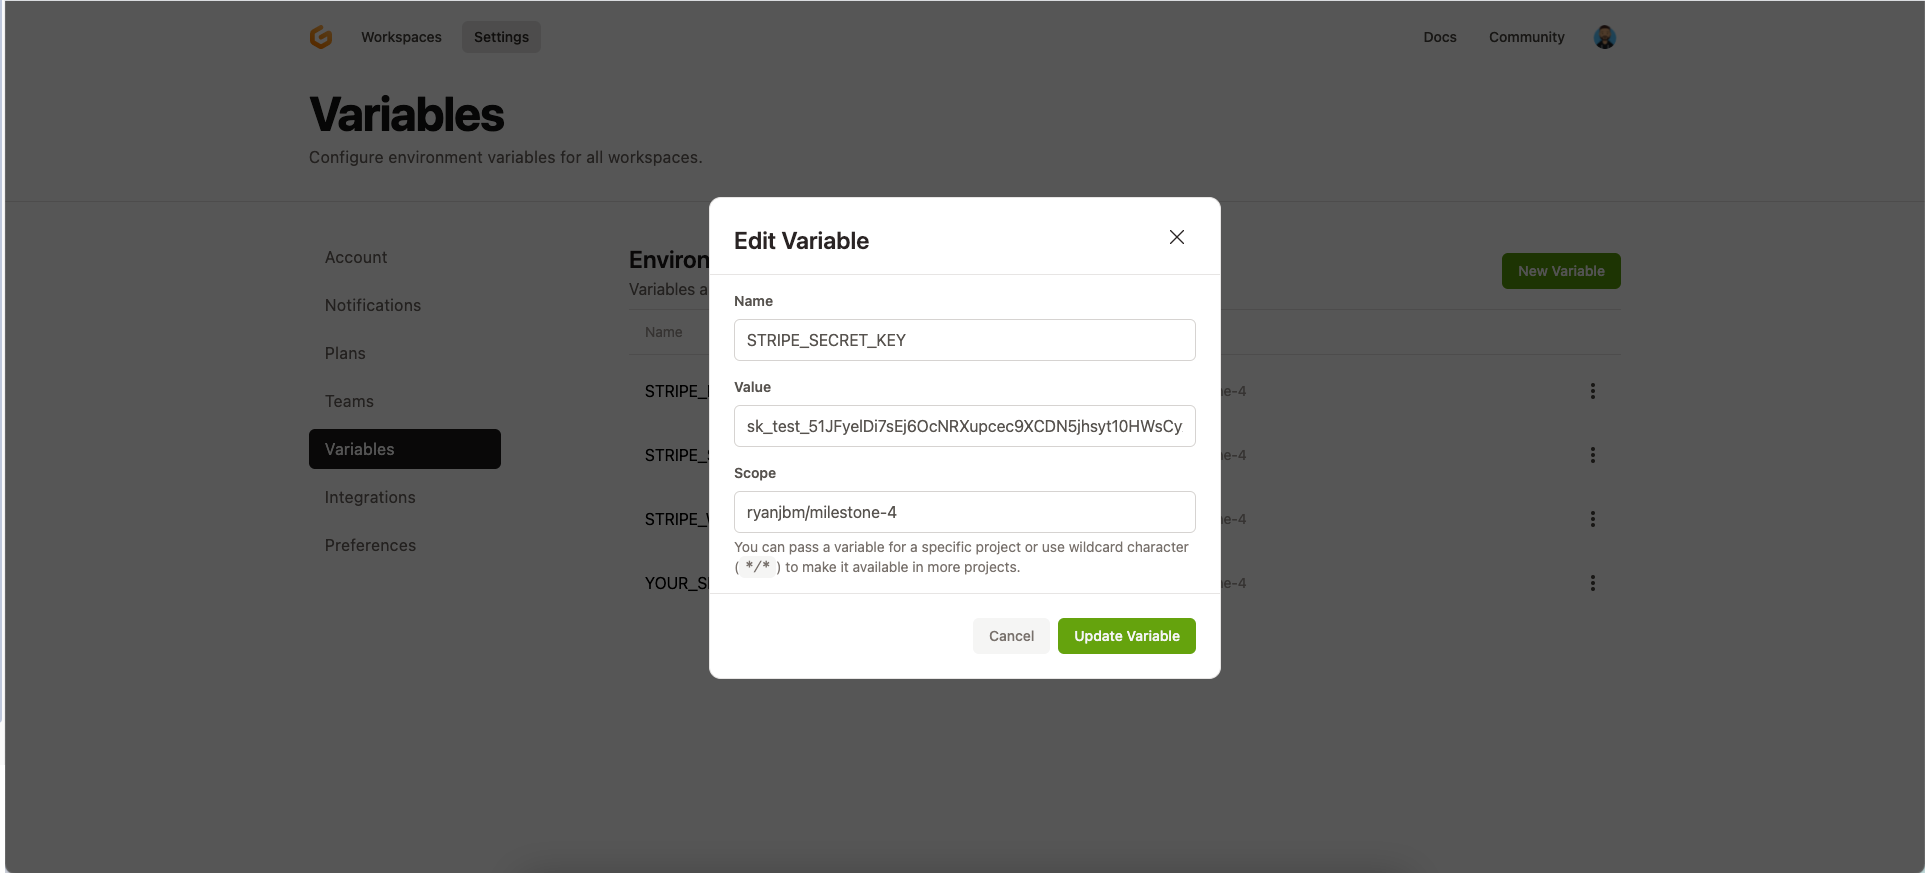 Workspaces
Settings
Docs
Community
Variables
Configure environment variables for all workspaces.
Account
Notifications
Plans
Teams
Variables
Integrations
Preferences
Environ
Variables a
New Variable
Name
STRIPE_
STRIPE_
STRIPE_
YOUR_S
e-4
e-4
e-4
e-4
Edit Variable
Name
STRIPE_SECRET_KEY
Value
sk_test_51JFyelDi7sEj6OcNRXupcec9XCDN5jhsyt10HWsCy
Scope
ryanjbm/milestone-4
You can pass a variable for a specific project or use wildcard character
( */* ) to make it available in more projects.
Cancel
Update Variable